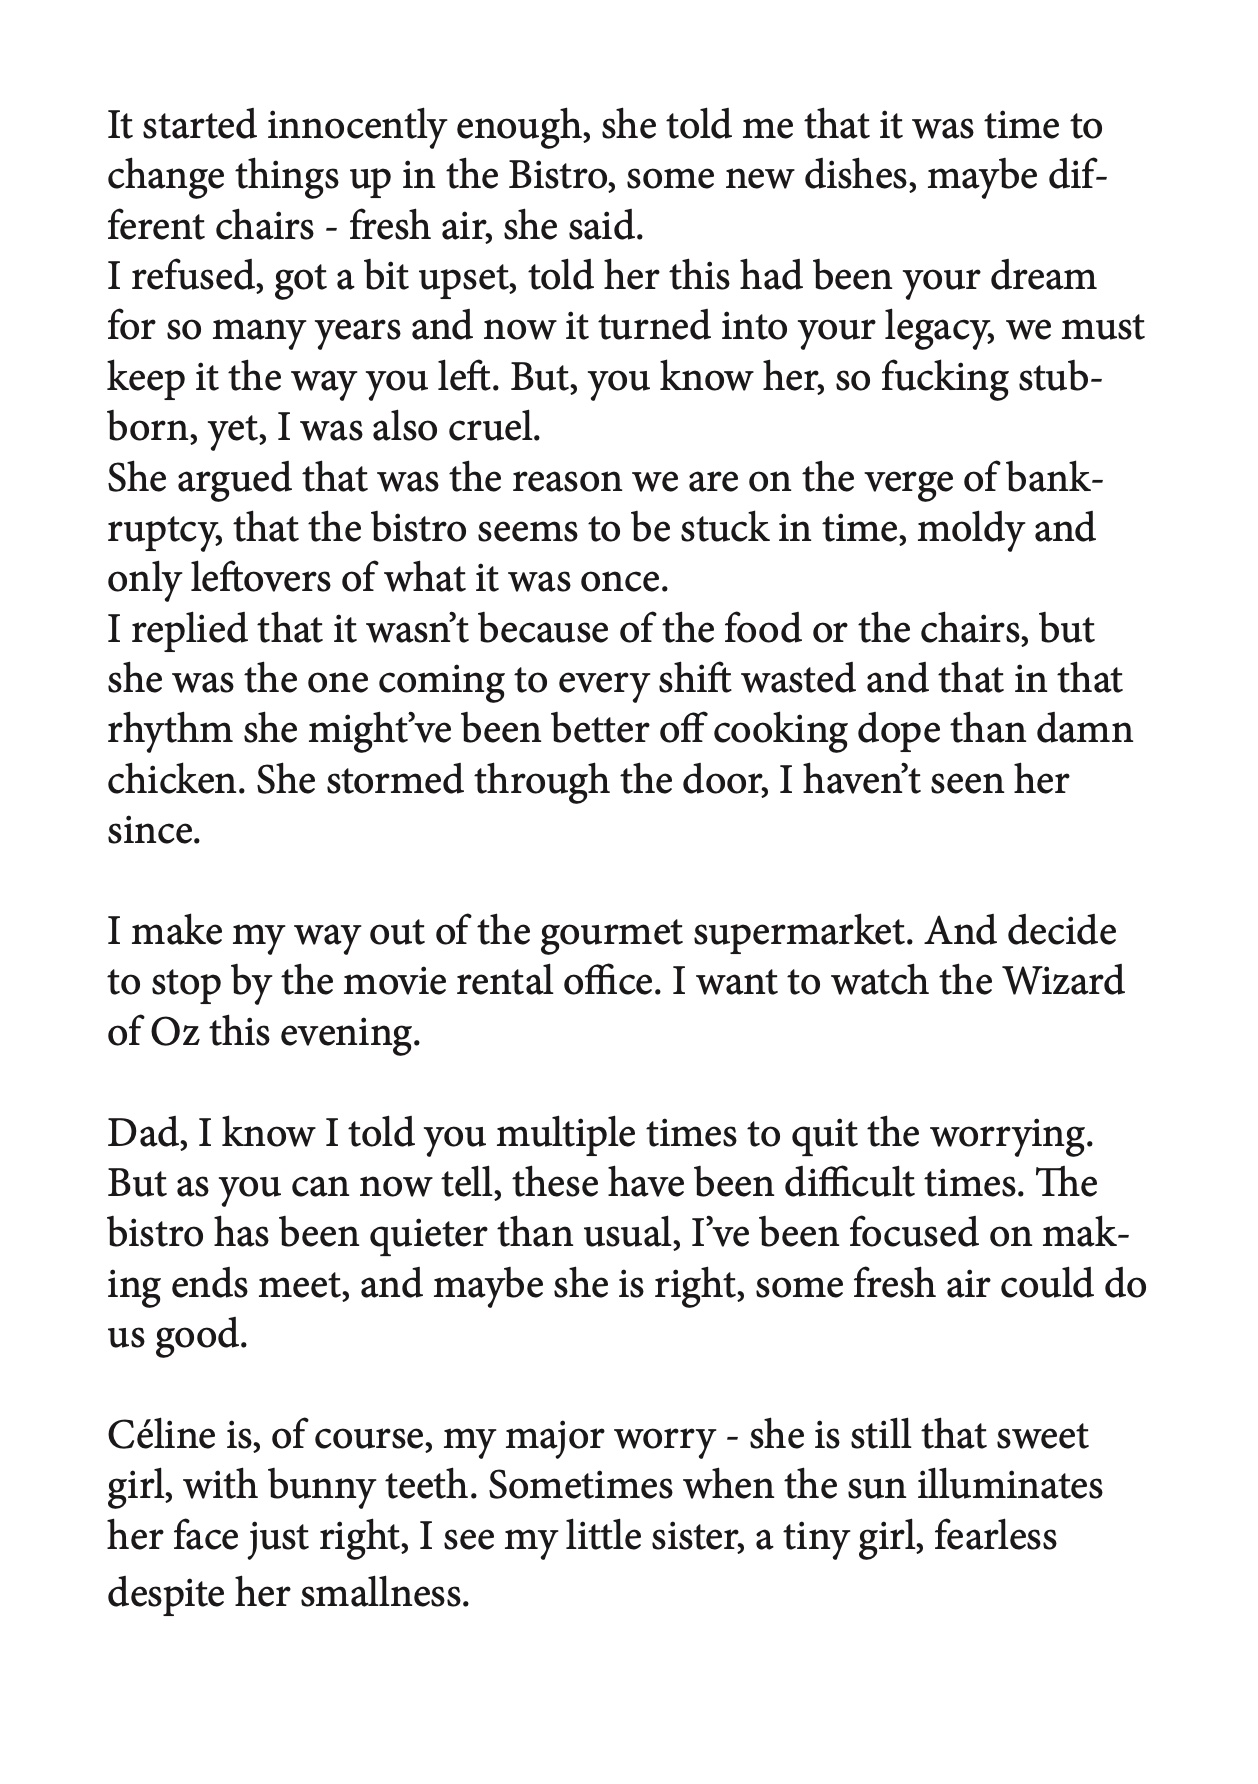 It started innocently enough, she told me that it was time to
change things up in the Bistro, some new dishes, maybe dif-
ferent chairs - fresh air, she said.
I refused, got a bit upset, told her this had been your dream
for so many years and now it turned into your legacy, we must
keep it the way you left. But, you know her, so fucking stub-
born, yet, I was also cruel.
She argued that was the reason we are on the verge of bank-
ruptcy, that the bistro seems to be stuck in time, moldy and
only leftovers of what it was once.
I replied that it wasn’t because of the food or the chairs, but
she was the one coming to every shift wasted and that in that
rhythm she might’ve been better off cooking dope than damn
chicken. She stormed through the door, I haven’t seen her
since.

I make my way out of the gourmet supermarket. And decide
to stop by the movie rental office. I want to watch the Wizard
of Oz this evening.

Dad, I know I told you multiple times to quit the worrying.
But as you can now tell, these have been difficult times. The
bistro has been quieter than usual, I’ve been focused on mak-
ing ends meet, and maybe she is right, some fresh air could do
us good.

Céline is, of course, my major worry - she is still that sweet
girl, with bunny teeth. Sometimes when the sun illuminates
her face just right, I see my little sister, a tiny girl, fearless
despite her smallness.